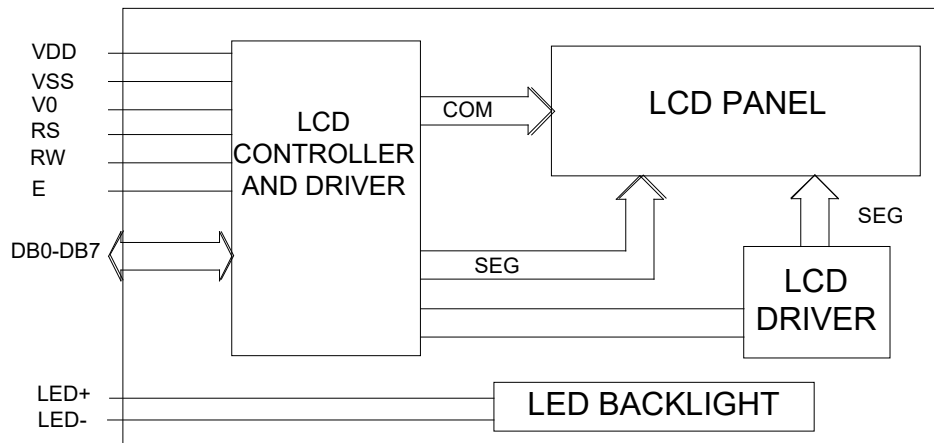 VDD
VSS
V0
RS
RW
E
DB0-DB7
LED+
LED-
LCD
CONTROLLER
AND DRIVER
COM
SEG
LCD PANEL
SEG
LCD
DRIVER
LED BACKLIGHT